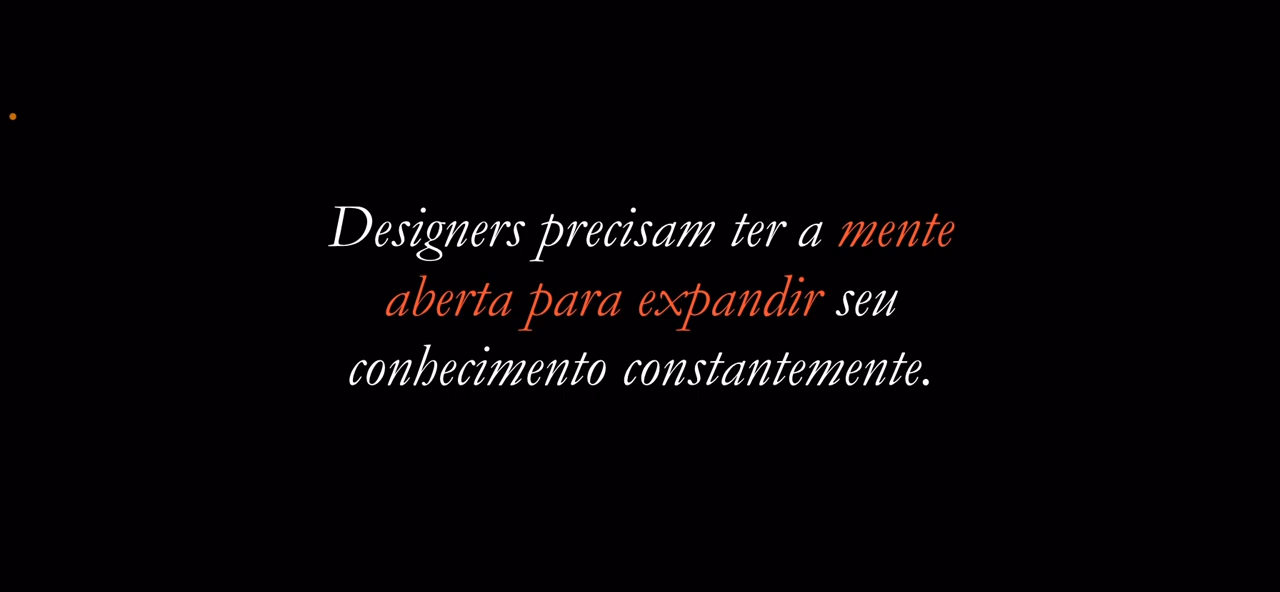 Designers precisam ter a mente
aberta para expandir seu
conhecimento constantemente.